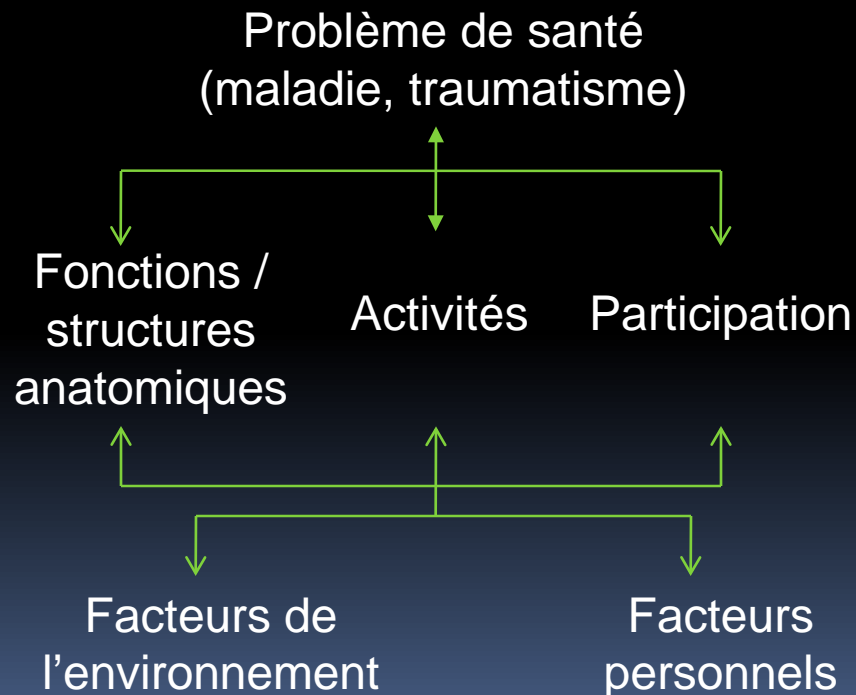 Problème de santé
(maladie, traumatisme)
Fonctions /
structures
anatomiques
Activités
Participation
Facteurs de
l’environnement
Facteurs
personnels